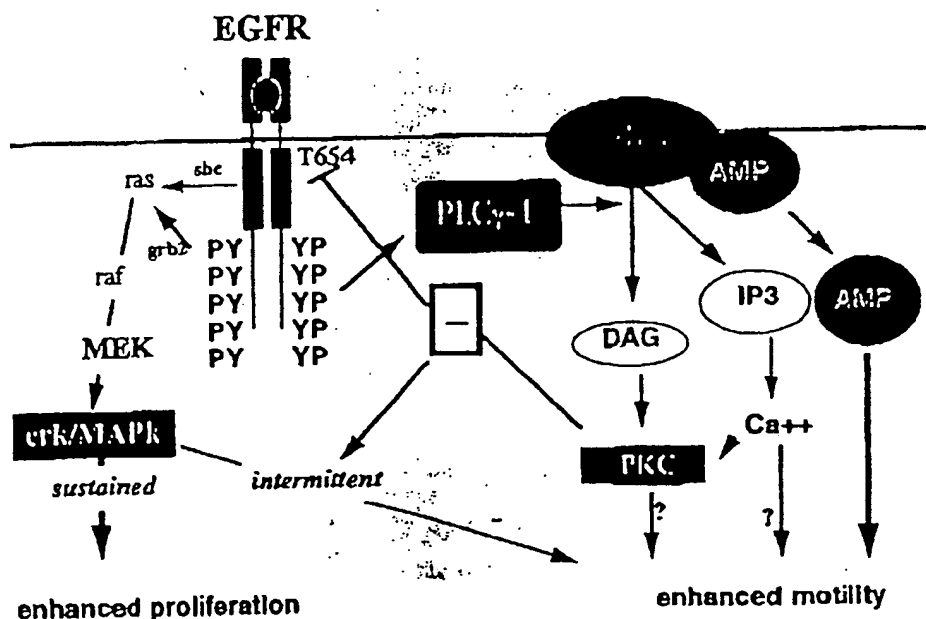 EGFR
T654
shc
ras
AMP
PLCγ-1
grb2
PY YP
PY YP
PY YP
PY YP
PY YP
raf
IP3
AMP
—
DAG
MEK
Ca++
erk/MAPk
PKC
sustained
intermittent
?
?
enhanced proliferation
enhanced motility